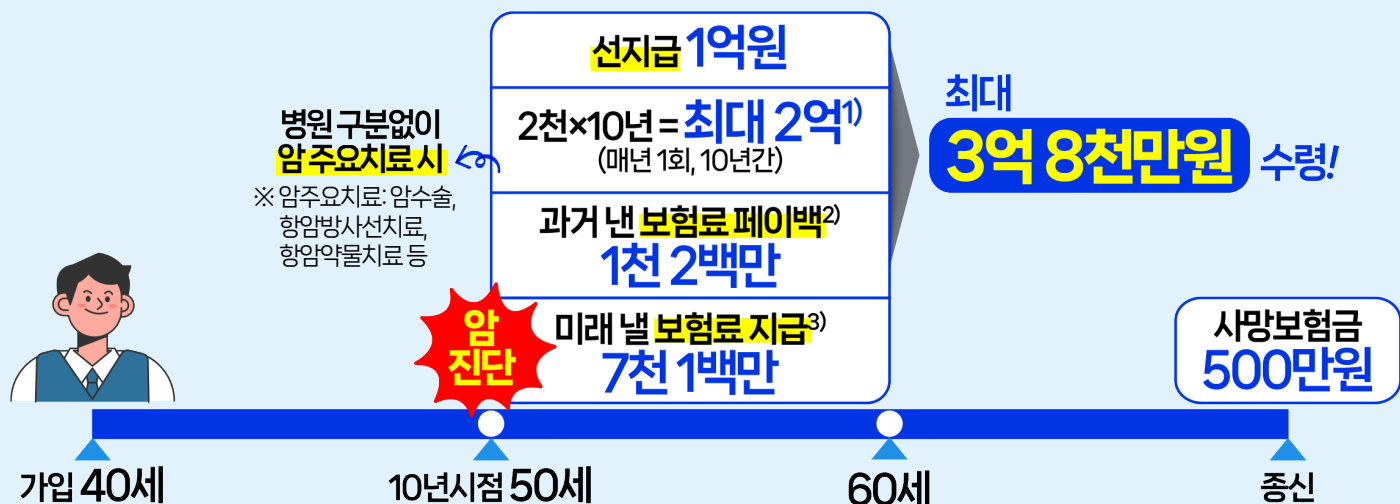 선지급 1억원
2천×10년 = 최대 2억1)
(매년 1회, 10년간)
과거 낸 보험료 페이백2)
1천 2백만
미래 낼 보험료 지급3)
7천 1백만
병원 구분없이
암 주요치료 시
※ 암주요치료: 암수술,
항암방사선치료,
항암약물치료 등
최대
3억 8천만원 수령!
암
진단
사망보험금
500만원
가입 40세
10년시점 50세
60세
종신